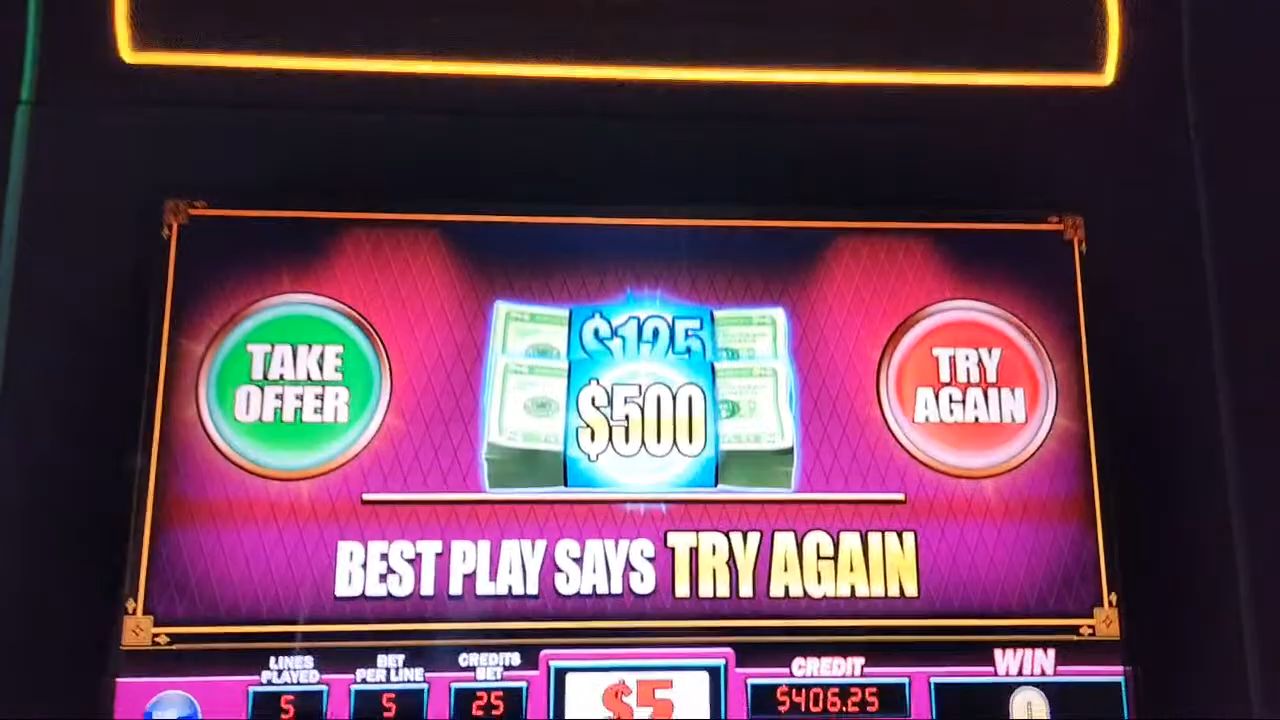 $125
$500
TAKE
OFFER
TRY
AGAIN
BEST PLAY SAYS TRY AGAIN
LINES
PLAYED
5
BET
PER LINE
5
CREDITS
BET
25
$5
CREDIT
$406.25
WIN
0